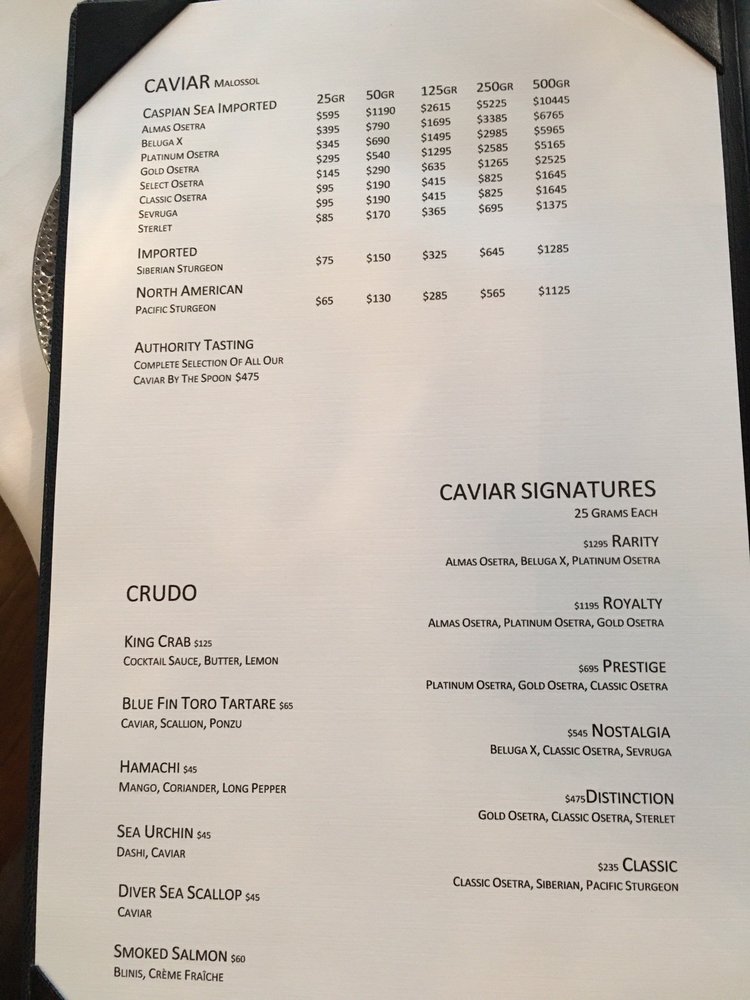 CAVIAR MALOSSOL
CASPIAN SEA IMPORTED 25GR 50GR 125GR 250GR 500GR
ALMAS OSETRA $595 $1190 $2615 $5225 $10445
BELUGA X $395 $790 $1695 $3385 $6765
PLATINUM OSETRA $345 $690 $1495 $2985 $5965
GOLD OSETRA $295 $540 $1295 $2585 $5165
SELECT OSETRA $145 $290 $635 $1265 $2525
CLASSIC OSETRA $95 $190 $415 $825 $1645
SEVRUGA $95 $190 $415 $825 $1645
STERLET $85 $170 $365 $695 $1375
IMPORTED
SIBERIAN STURGEON $75 $150 $325 $645 $1285
NORTH AMERICAN
PACIFIC STURGEON $65 $130 $285 $565 $1125
AUTHORITY TASTING
COMPLETE SELECTION OF ALL OUR
CAVIAR BY THE SPOON $475
CAVIAR SIGNATURES
25 GRAMS EACH
$1295 RARITY
ALMAS OSETRA, BELUGA X, PLATINUM OSETRA
$1195 ROYALTY
ALMAS OSETRA, PLATINUM OSETRA, GOLD OSETRA
$695 PRESTIGE
PLATINUM OSETRA, GOLD OSETRA, CLASSIC OSETRA
$545 NOSTALGIA
BELUGA X, CLASSIC OSETRA, SEVRUGA
$475DISTINCTION
GOLD OSETRA, CLASSIC OSETRA, STERLET
$235 CLASSIC
CLASSIC OSETRA, SIBERIAN, PACIFIC STURGEON
CRUDO
KING CRAB $125
COCKTAIL SAUCE, BUTTER, LEMON
BLUE FIN TORO TARTARE $65
CAVIAR, SCALLION, PONZU
HAMACHI $45
MANGO, CORIANDER, LONG PEPPER
SEA URCHIN $45
DASHI, CAVIAR
DIVER SEA SCALLOP $45
CAVIAR
SMOKED SALMON $60
BLINIS, CRÈME FRAÎCHE